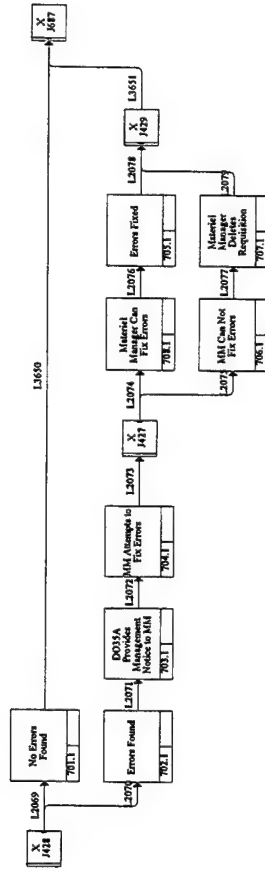 X
J428
L2069
L2070
No Errors
Found
701.1
Errors Found
702.1
L3650
L2071
DO35A
Provides
Management
Notice to MM
703.1
L2072
MM Attempts to
Fix Errors
704.1
L2073
X
J427
L2074
L2075
Materiel
Manager Can
Fix Errors
708.1
MM Can Not
Fix Errors
706.1
L2076
L2077
Errors Fixed
705.1
Materiel
Manager
Deletes
Requisition
707.1
L2078
L2079
X
J429
L3651
X
J687